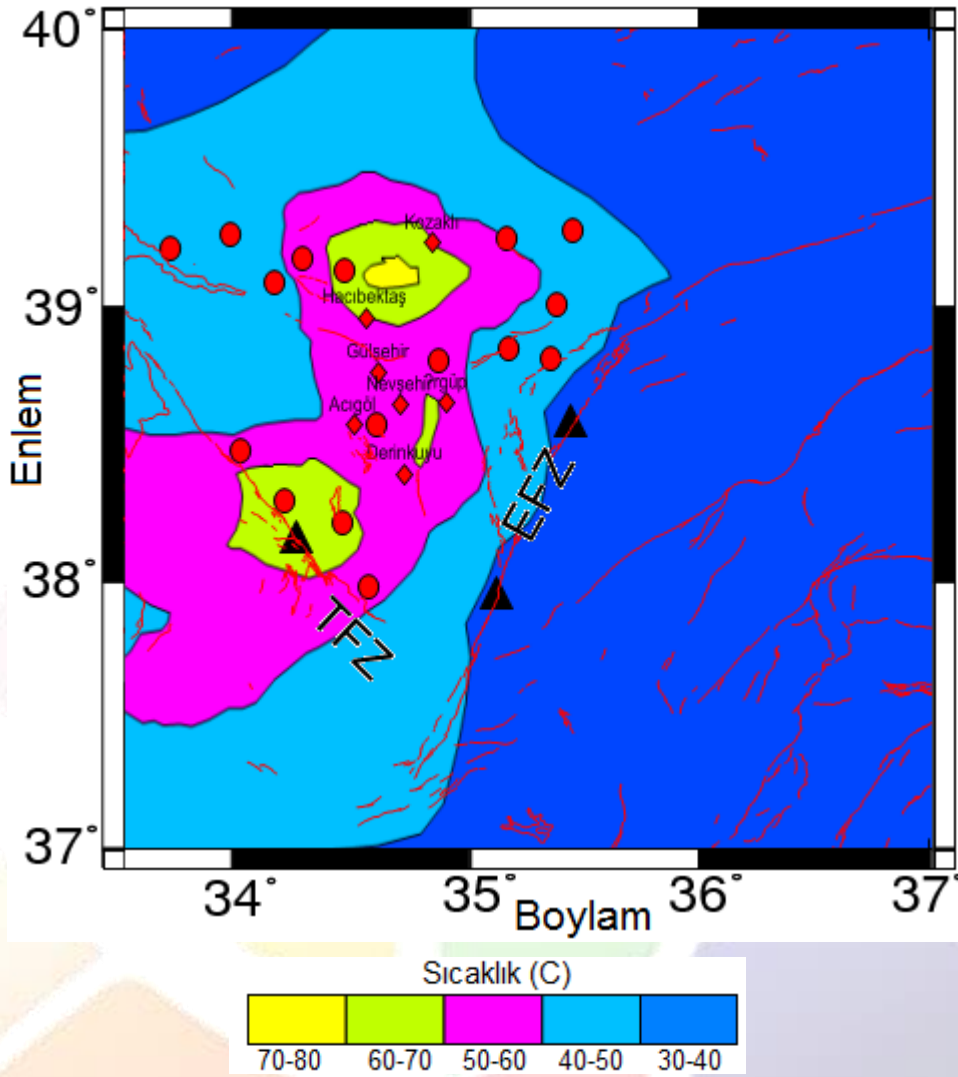 40°
39°
38°
37°
Enlem
Kozaklı
Hacıbektaş
Gülşehir
Nevşehir
Acıgöl
Derinkuyu
EFZ
TFZ
34° 35° 36° 37°
Boylam
Sıcaklık (C)
70-80 60-70 50-60 40-50 30-40